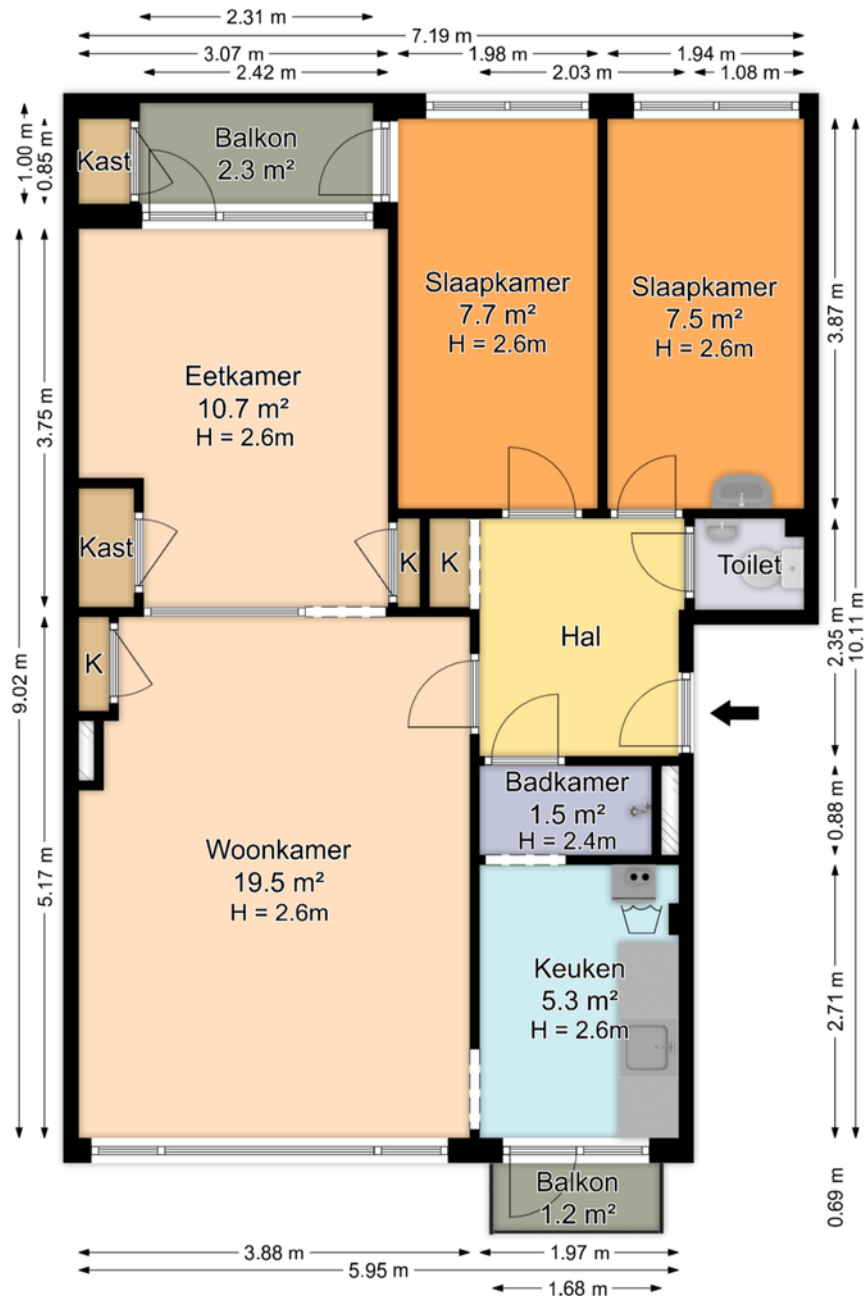 2.31 m
7.19 m
3.07 m
1.98 m
1.94 m
2.42 m
2.03 m
1.08 m
1.00 m
0.85 m
Kast
Balkon
2.3 m²
Slaapkamer
7.7 m²
H = 2.6m
Slaapkamer
7.5 m²
H = 2.6m
3.87 m
Eetkamer
10.7 m²
H = 2.6m
3.75 m
Kast
K
K
Toilet
Hal
2.35 m
10.11 m
9.02 m
K
Badkamer
1.5 m²
H = 2.4m
0.88 m
Woonkamer
19.5 m²
H = 2.6m
5.17 m
Keuken
5.3 m²
H = 2.6m
2.71 m
Balkon
1.2 m²
0.69 m
3.88 m
1.97 m
5.95 m
1.68 m